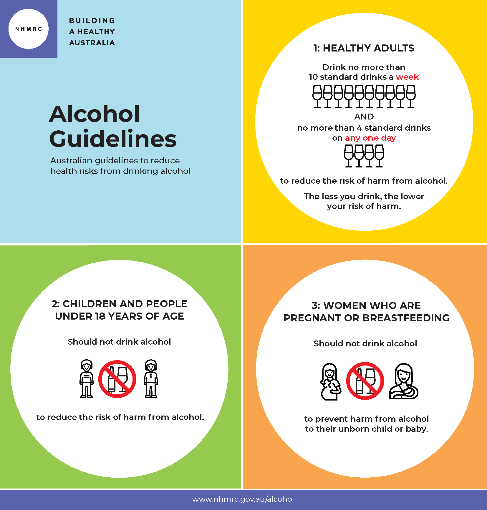 NHMRC
BUILDING
A HEALTHY
AUSTRALIA
Alcohol
Guidelines
Australian guidelines to reduce
health risks from drinking alcohol
1: HEALTHY ADULTS
Drink no more than
10 standard drinks a week
AND
no more than 4 standard drinks
on any one day
to reduce the risk of harm from alcohol.
The less you drink, the lower
your risk of harm.
2: CHILDREN AND PEOPLE
UNDER 18 YEARS OF AGE
Should not drink alcohol
to reduce the risk of harm from alcohol.
3: WOMEN WHO ARE
PREGNANT OR BREASTFEEDING
Should not drink alcohol
to prevent harm from alcohol
to their unborn child or baby.
www.nhmrc.gov.au/alcohol